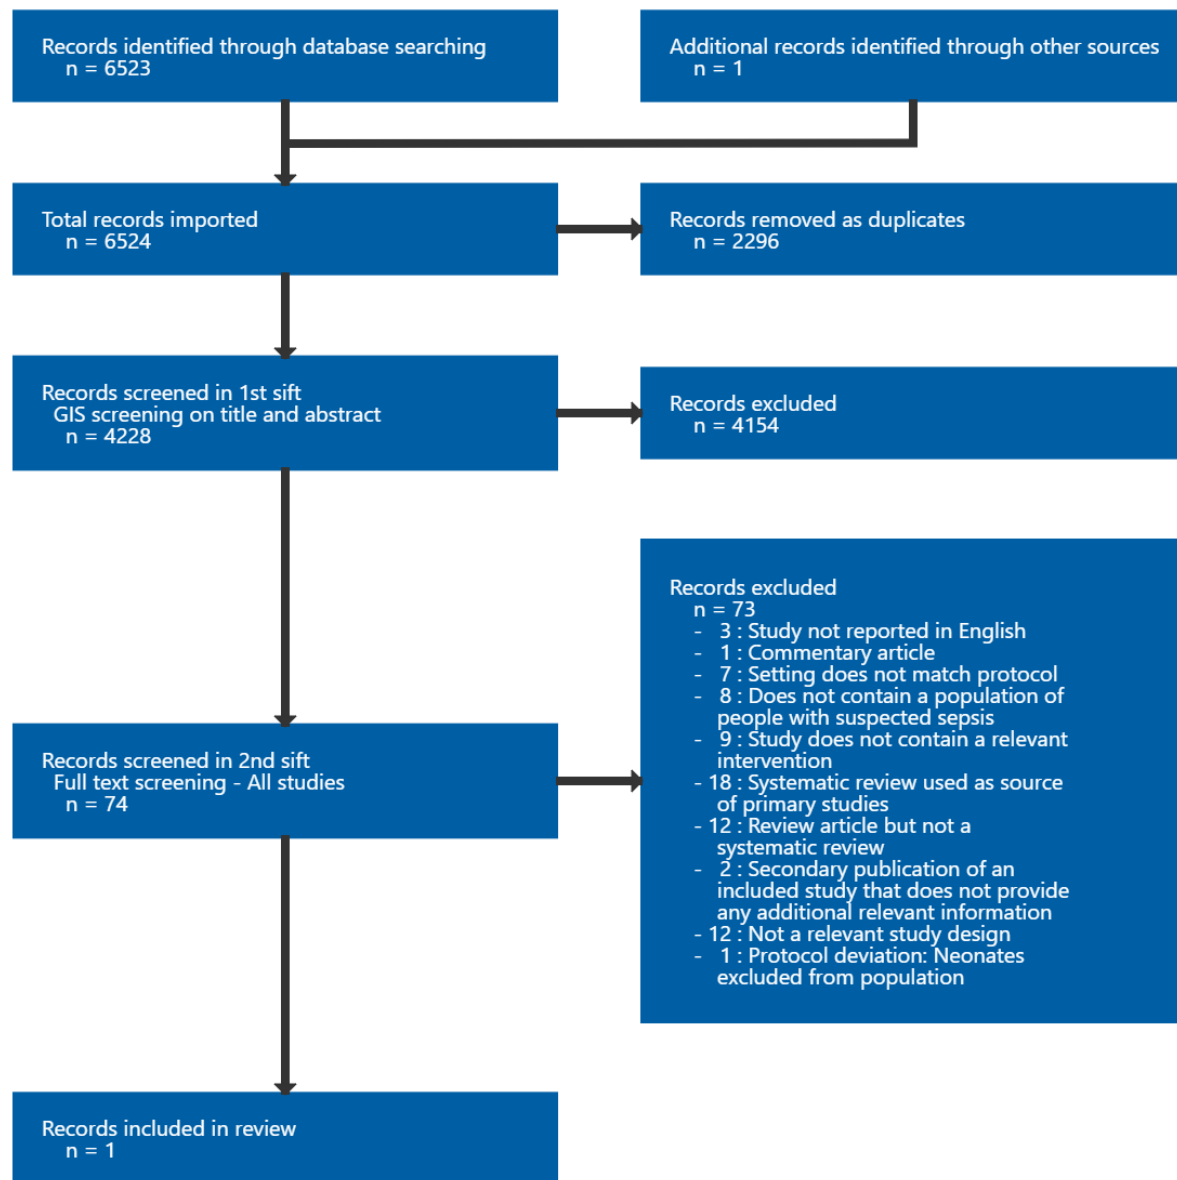 Records identified through database searching
n = 6523
Additional records identified through other sources
n = 1
Total records imported
n = 6524
Records removed as duplicates
n = 2296
Records screened in 1st sift
GIS screening on title and abstract
n = 4228
Records excluded
n = 4154
Records screened in 2nd sift
Full text screening - All studies
n = 74
Records excluded
n = 73
- 3 : Study not reported in English
- 1 : Commentary article
- 7 : Setting does not match protocol
- 8 : Does not contain a population of
people with suspected sepsis
- 9 : Study does not contain a relevant
intervention
- 18 : Systematic review used as source
of primary studies
- 12 : Review article but not a
systematic review
- 2 : Secondary publication of an
included study that does not provide
any additional relevant information
- 12 : Not a relevant study design
- 1 : Protocol deviation: Neonates
excluded from population
Records included in review
n = 1